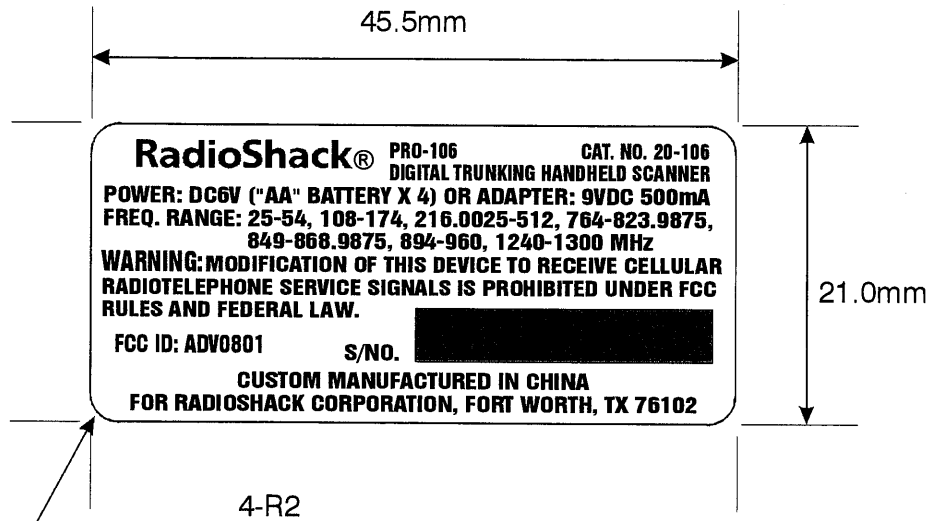 45.5mm
RadioShack® PRO-106 CAT. NO. 20-106
DIGITAL TRUNKING HANDHELD SCANNER
POWER: DC6V ("AA" BATTERY X 4) OR ADAPTER: 9VDC 500mA
FREQ. RANGE: 25-54, 108-174, 216.0025-512, 764-823.9875,
849-868.9875, 894-960, 1240-1300 MHz
WARNING: MODIFICATION OF THIS DEVICE TO RECEIVE CELLULAR
RADIOTELEPHONE SERVICE SIGNALS IS PROHIBITED UNDER FCC
RULES AND FEDERAL LAW.
21.0mm
FCC ID: ADV0801 S/NO.
CUSTOM MANUFACTURED IN CHINA
FOR RADIOSHACK CORPORATION, FORT WORTH, TX 76102
4-R2